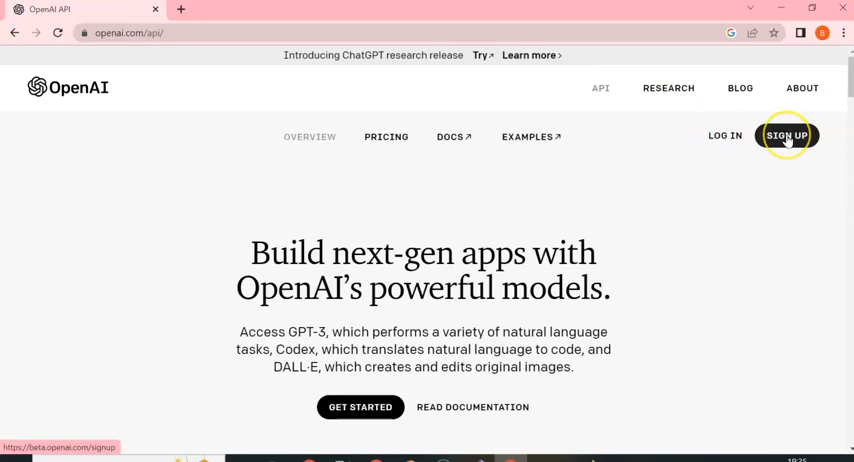 OpenAI API
openai.com/api/
B
Introducing ChatGPT research release Try↗ Learn more ›
OpenAI
API RESEARCH BLOG ABOUT
OVERVIEW PRICING DOCS↗ EXAMPLES↗ LOG IN SIGN UP
Build next-gen apps with
OpenAI’s powerful models.
Access GPT-3, which performs a variety of natural language
tasks, Codex, which translates natural language to code, and
DALL·E, which creates and edits original images.
GET STARTED READ DOCUMENTATION
https://beta.openai.com/signup